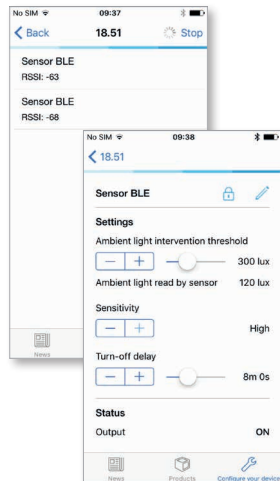 No SIM 09:37
Back 18.51 Stop
Sensor BLE
RSSI: -63
Sensor BLE
RSSI: -68
News
No SIM 09:38
18.51
Sensor BLE
Settings
Ambient light intervention threshold
− + 300 lux
Ambient light read by sensor 120 lux
Sensitivity
− + High
Turn-off delay
− + 8m 0s
Status
Output ON
News Products Configure your device